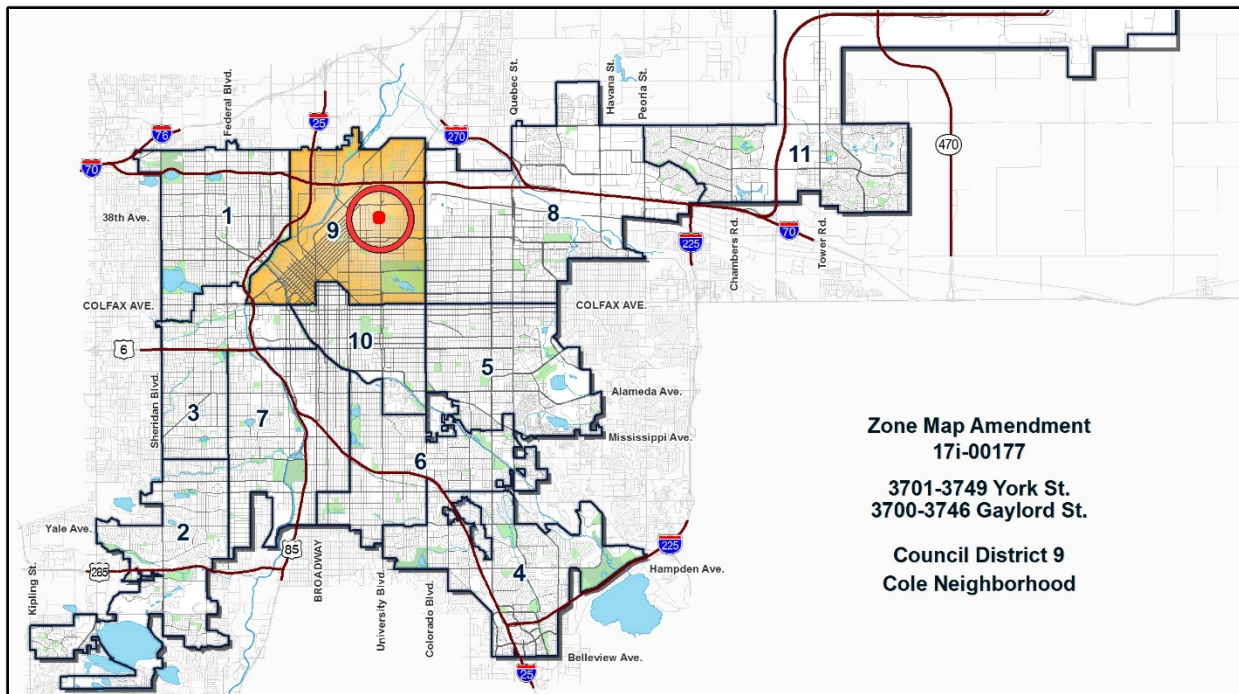 Federal Blvd.
Quebec St.
Havana St.
Peoria St.
76
25
270
70
470
11
38th Ave.
1
9
8
225
Chambers Rd.
70
Tower Rd.
COLFAX AVE.
COLFAX AVE.
6
10
5
Sheridan Blvd.
3
7
Alameda Ave.
Mississippi Ave.
6
Yale Ave.
2
85
285
4
225
Hampden Ave.
Kipling St.
BROADWAY
University Blvd.
Colorado Blvd.
25
Belleview Ave.
Zone Map Amendment
17i-00177
3701-3749 York St.
3700-3746 Gaylord St.
Council District 9
Cole Neighborhood